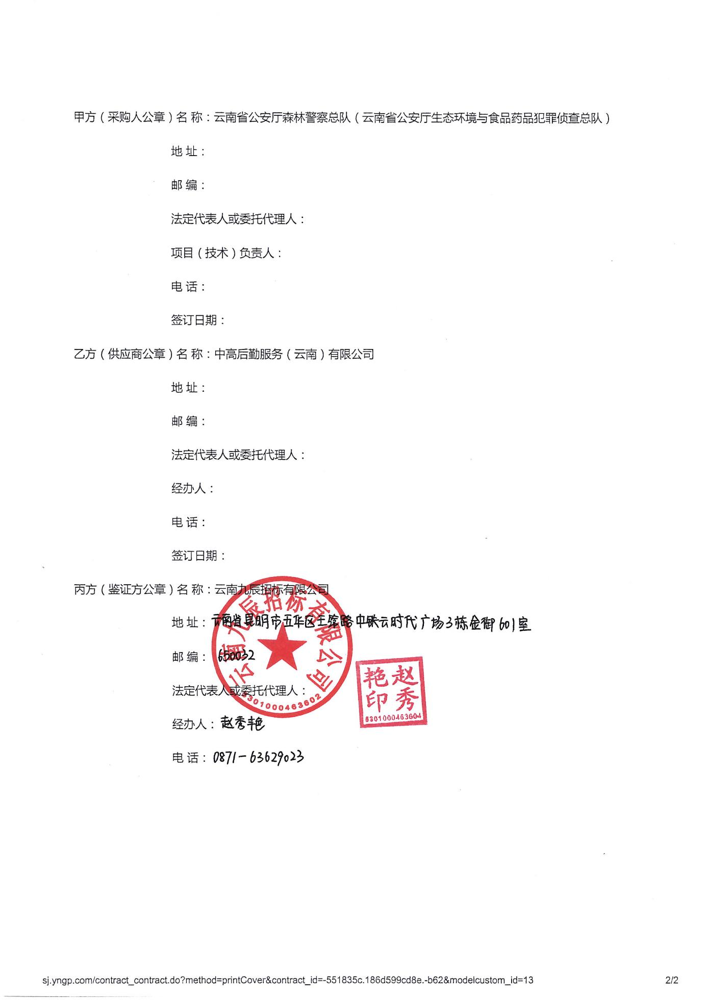 甲方（采购人公章）名 称：云南省公安厅森林警察总队（云南省公安厅生态环境与食品药品犯罪侦查总队）
地 址：
邮 编：
法定代表人或委托代理人：
项目（技术）负责人：
电 话：
签订日期：
乙方（供应商公章）名 称：中高后勤服务（云南）有限公司
地 址：
邮 编：
法定代表人或委托代理人：
经办人：
电 话：
签订日期：
丙方（鉴证方公章）名 称：云南九辰招标有限公司
地 址：云南省昆明市五华区王筇路中铁云时代广场3栋金御601室
邮 编：650032
法定代表人或委托代理人：
经办人：赵秀艳
电 话：0871-63629023
云南九辰招标有限公司
5301000463602
赵秀艳印
5301000463604
sj.yngp.com/contract_contract.do?method=printCover&contract_id=-551835c.186d599cd8e.-b62&modelcustom_id=13
2/2